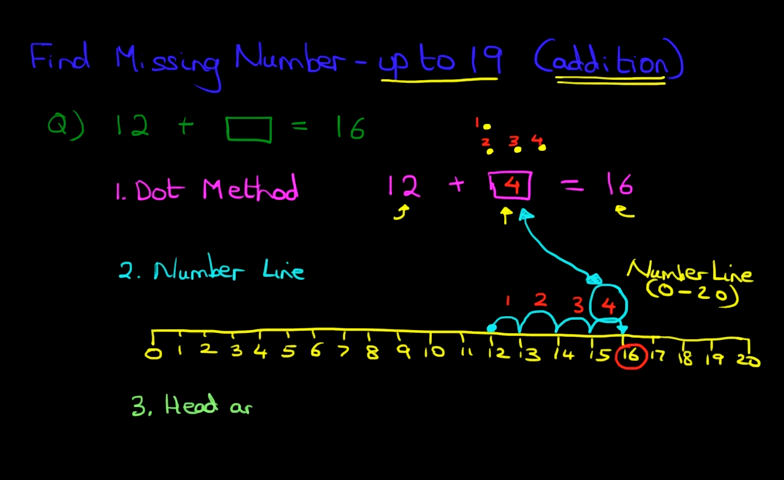 Find Missing Number - up to 19 (addition)
Q) 12 + □ = 16
1 2 3 4
1. Dot Method 12 + 4 = 16
2. Number Line
Number Line
(0-20)
1 2 3 4
0 1 2 3 4 5 6 7 8 9 10 11 12 13 14 15 16 17 18 19 20
3. Head ar